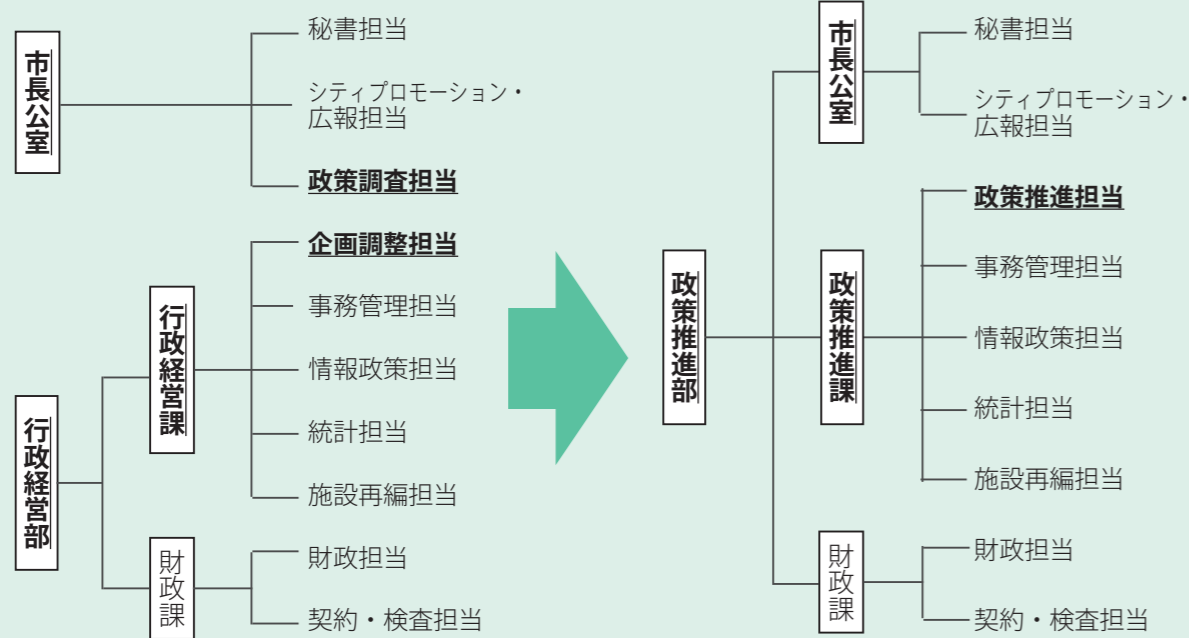 市長公室
秘書担当
シティプロモーション・
広報担当
政策調査担当
行政経営部
行政経営課
企画調整担当
事務管理担当
情報政策担当
統計担当
施設再編担当
財政課
財政担当
契約・検査担当
政策推進部
市長公室
秘書担当
シティプロモーション・
広報担当
政策推進課
政策推進担当
事務管理担当
情報政策担当
統計担当
施設再編担当
財政課
財政担当
契約・検査担当